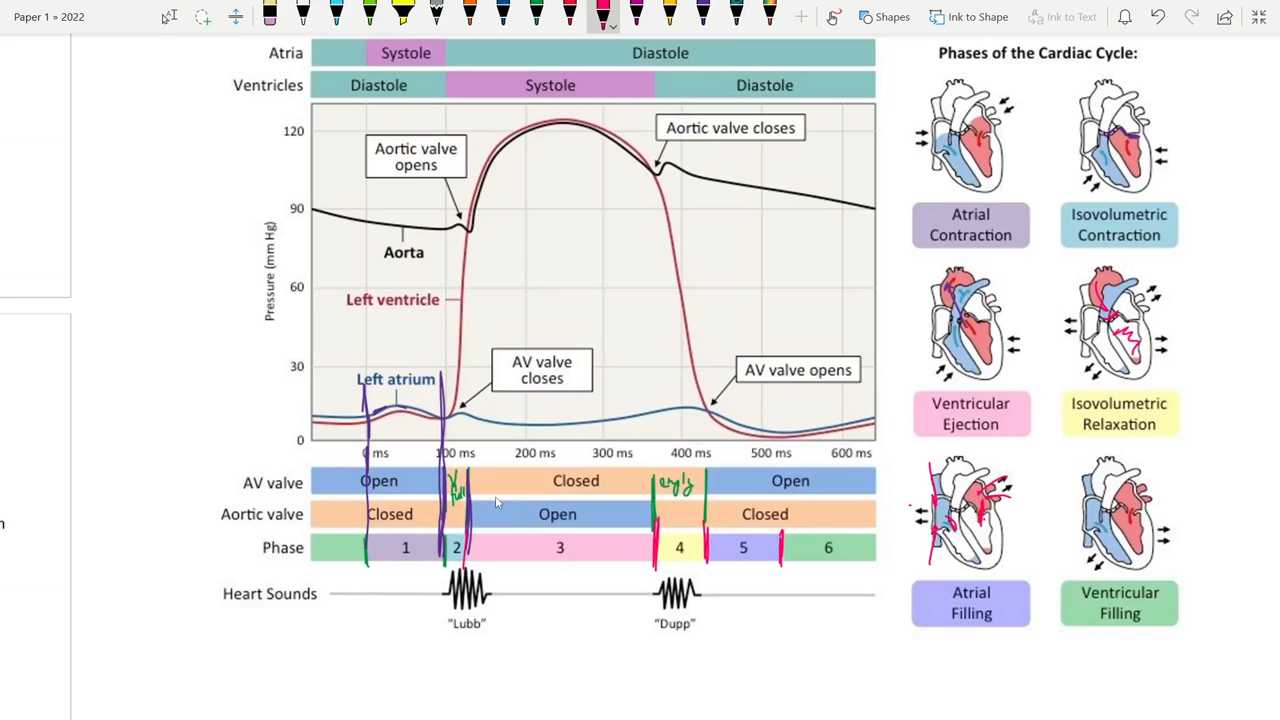 Paper 1 » 2022
Shapes
Ink to Shape
Ink to Text
Atria
Systole
Diastole
Phases of the Cardiac Cycle:
Ventricles
Diastole
Systole
Diastole
Pressure (mm Hg)
120
90
60
30
0
Aortic valve
opens
Aortic valve closes
Aorta
Left ventricle
Left atrium
AV valve
closes
AV valve opens
0 ms
100 ms
200 ms
300 ms
400 ms
500 ms
600 ms
AV valve
Open
full
Closed
Open
Aortic valve
Closed
Open
Closed
Phase
1
2
3
4
5
6
Heart Sounds
"Lubb"
"Dupp"
Atrial
Contraction
Isovolumetric
Contraction
Ventricular
Ejection
Isovolumetric
Relaxation
Atrial
Filling
Ventricular
Filling
n